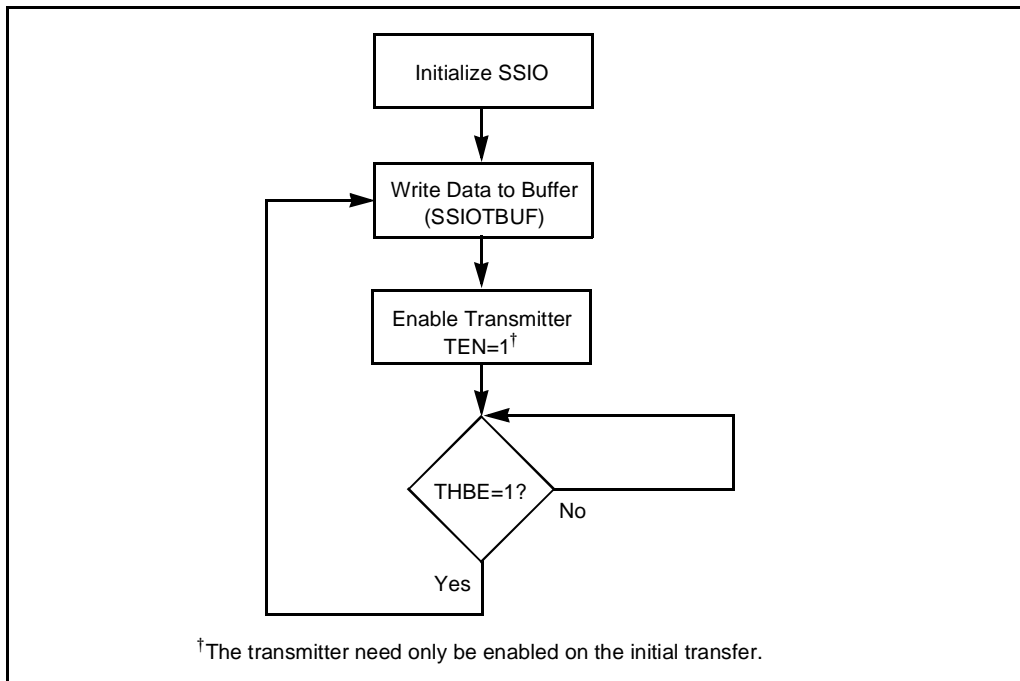 Initialize SSIO
Write Data to Buffer
(SSIOTBUF)
Enable Transmitter
TEN=1†
THBE=1?
No
Yes
†The transmitter need only be enabled on the initial transfer.